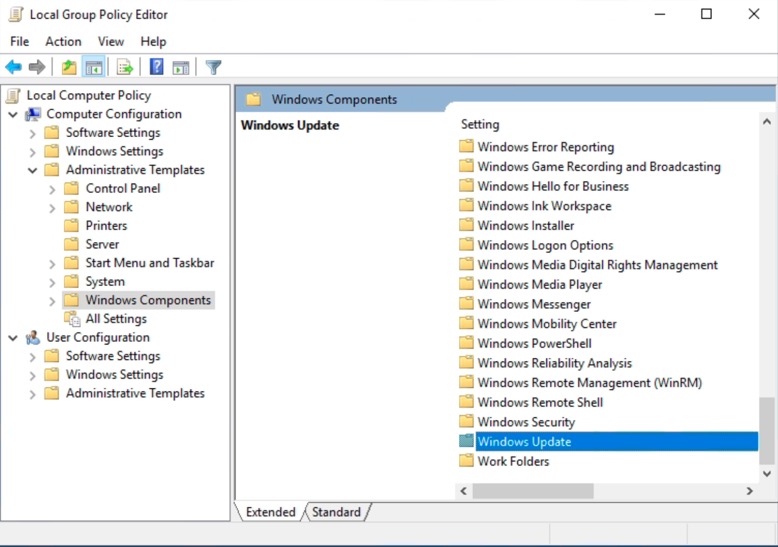 Local Group Policy Editor
File Action View Help
Local Computer Policy
Computer Configuration
Software Settings
Windows Settings
Administrative Templates
Control Panel
Network
Printers
Server
Start Menu and Taskbar
System
Windows Components
All Settings
User Configuration
Software Settings
Windows Settings
Administrative Templates
Windows Components
Windows Update
Setting
Windows Error Reporting
Windows Game Recording and Broadcasting
Windows Hello for Business
Windows Ink Workspace
Windows Installer
Windows Logon Options
Windows Media Digital Rights Management
Windows Media Player
Windows Messenger
Windows Mobility Center
Windows PowerShell
Windows Reliability Analysis
Windows Remote Management (WinRM)
Windows Remote Shell
Windows Security
Windows Update
Work Folders
Extended Standard